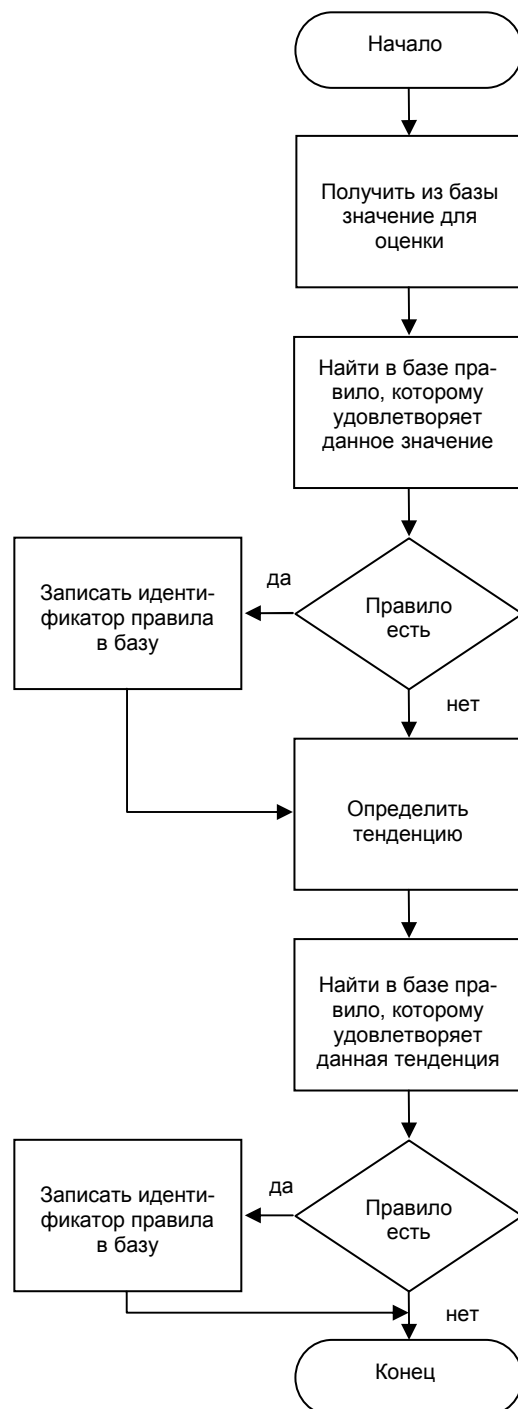 Начало
Получить из базы
значение для
оценки
Найти в базе пра-
вило, которому
удовлетворяет
данное значение
Записать иденти-
фикатор правила
в базу
да
Правило
есть
нет
Определить
тенденцию
Найти в базе пра-
вило, которому
удовлетворяет
данная тенденция
Записать иденти-
фикатор правила
в базу
да
Правило
есть
нет
Конец